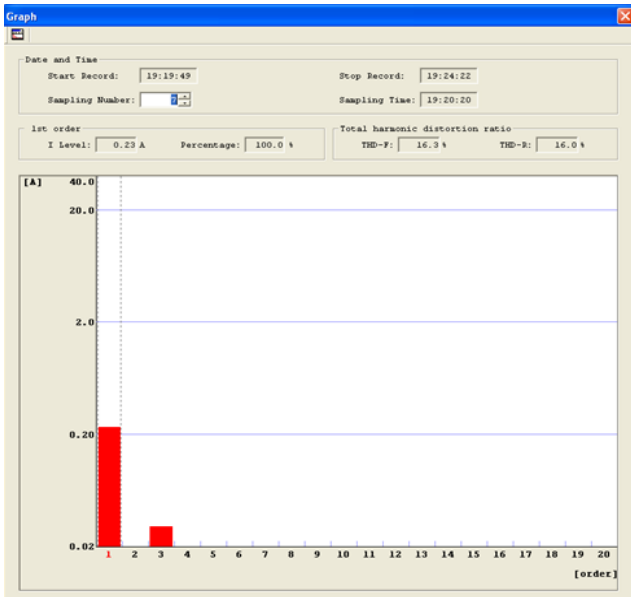 Graph
Date and Time
Start Record: 19:19:49 Stop Record: 19:24:22
Sampling Number: 7 Sampling Time: 19:20:20
1st order Total harmonic distortion ratio
I Level: 0.23 A Percentage: 100.0 % THD-F: 16.3 % THD-R: 16.0 %
[A] 40.0
20.0
2.0
0.20
0.02
1 2 3 4 5 6 7 8 9 10 11 12 13 14 15 16 17 18 19 20
[order]